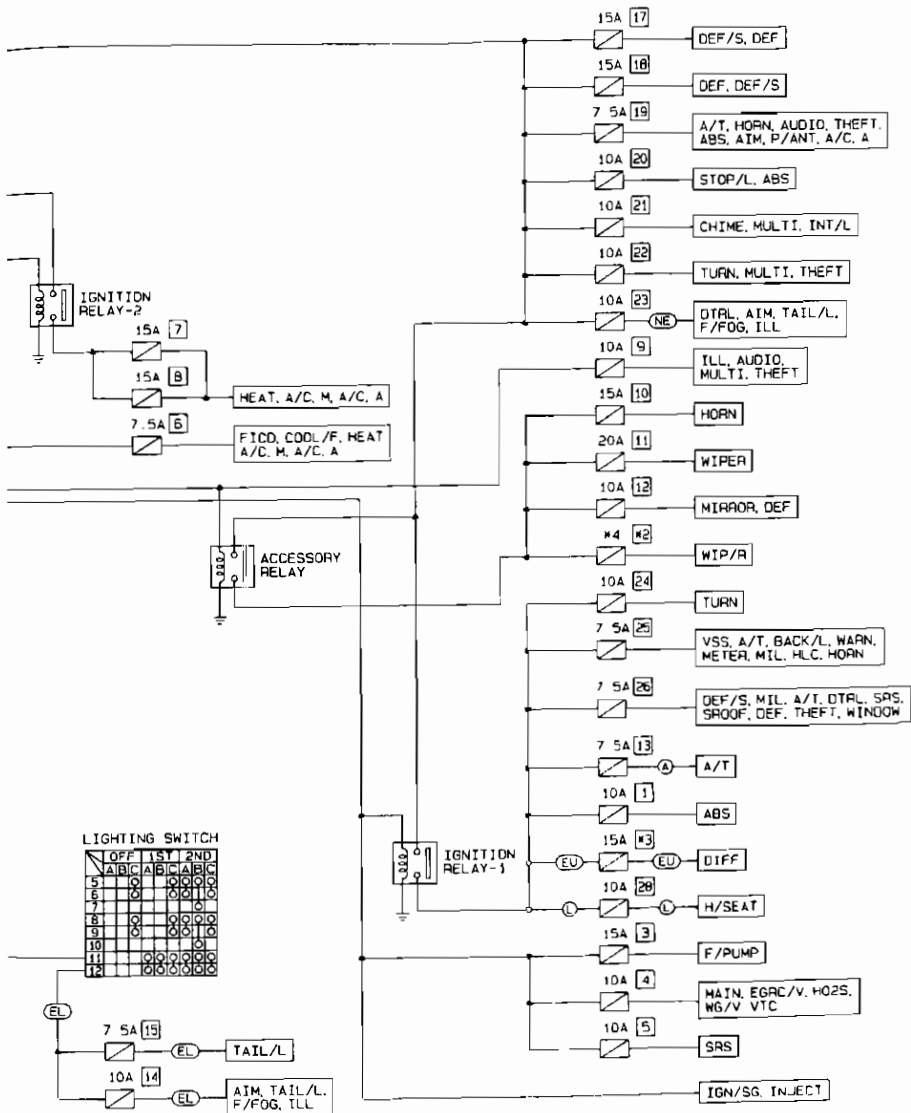 15A 17
DEF/S, DEF
15A 18
DEF, DEF/S
7 5A 19
A/T, HORN, AUDIO, THEFT,
ABS, AIM, P/ANT, A/C, A
10A 20
STOP/L, ABS
10A 21
CHIME, MULTI, INT/L
10A 22
TURN, MULTI, THEFT
10A 23
NE
DTRL, AIM, TAIL/L,
F/FOG, ILL
10A 9
ILL, AUDIO,
MULTI, THEFT
15A 10
HORN
20A 11
WIPER
10A 12
MIRROR, DEF
*4 *2
WIP/R
10A 24
TURN
7 5A 25
VSS, A/T, BACK/L, WARN,
METER, MIL, HLC, HORN
7 5A 26
DEF/S, MIL, A/T, DTRL, SRS,
SROOF, DEF, THEFT, WINDOW
7 5A 13
A
A/T
10A 1
ABS
15A *3
EU EU DIFF
10A 28
L L H/SEAT
15A 3
F/PUMP
10A 4
MAIN, EGRC/V, HO2S,
WG/V VTC
10A 5
SRS
IGN/SG, INJECT
IGNITION
RELAY-2
15A 7
15A 8
HEAT, A/C, M, A/C, A
7.5A 6
FICD, COOL/F, HEAT
A/C, M, A/C, A
ACCESSORY
RELAY
IGNITION
RELAY-1
LIGHTING SWITCH
OFF 1ST 2ND
A B C A B C A B C
5
6
7
8
9
10
11
12
EL
7 5A 15
EL TAIL/L
10A 14
EL
AIM, TAIL/L,
F/FOG, ILL